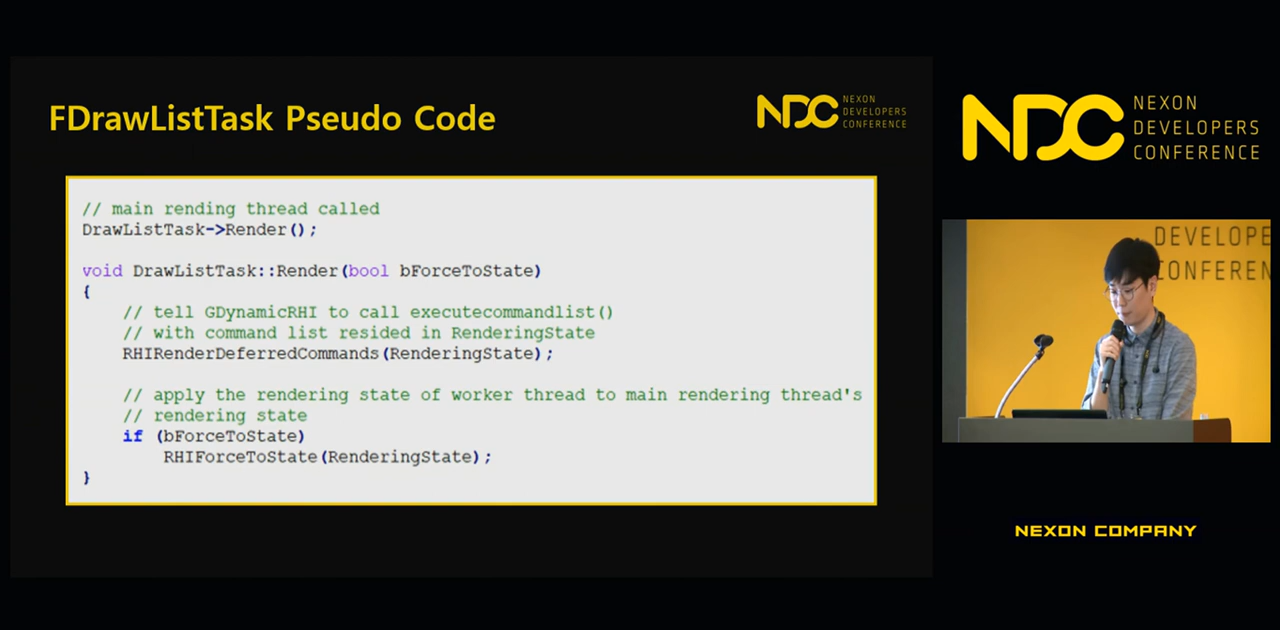 FDrawListTask Pseudo Code
NDC
NEXON
DEVELOPERS
CONFERENCE
// main rending thread called
DrawListTask->Render();
void DrawListTask::Render(bool bForceToState)
{
// tell GDynamicRHI to call executecommandlist()
// with command list resided in RenderingState
RHIRenderDeferredCommands(RenderingState);
// apply the rendering state of worker thread to main rendering thread's
// rendering state
if (bForceToState)
RHIForceToState(RenderingState);
}
NDC
NEXON
DEVELOPERS
CONFERENCE
DEVELOPE
CONFEREN
NEXON COMPANY